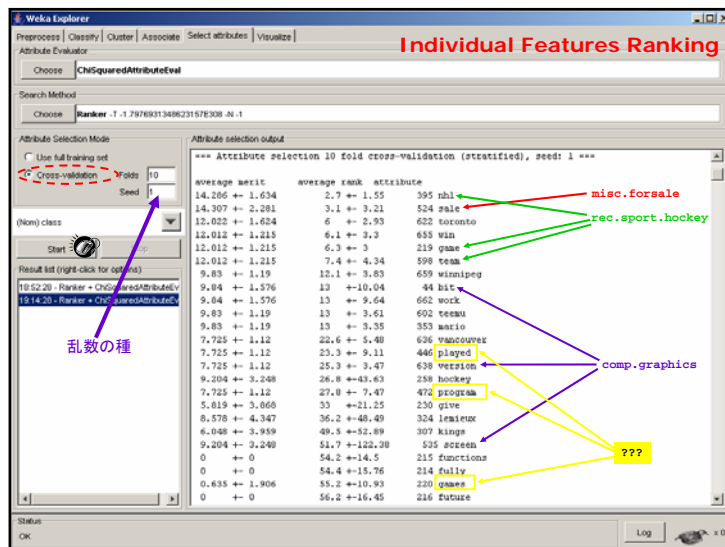 Weka Explorer
Preprocess Classify Cluster Associate Select attributes Visualize
Individual Features Ranking
Attribute Evaluator
Choose ChiSquaredAttributeEval
Search Method
Choose Ranker -T -1.7976931348623157E308 -N -1
Attribute Selection Mode
Use full training set
Cross-validation Folds 10
Seed 1
(Nom) class
Start
Result list (right-click for options)
18:52:28 - Ranker + ChiSquaredAttributeEv
19:14:28 - Ranker + ChiSquaredAttributeEv
乱数の種
Attribute selection output
=== Attribute selection 10 fold cross-validation (stratified), seed: 1 ===
average merit average rank attribute
14.286 +- 1.634 2.7 +- 1.55 395 nhl
14.307 +- 2.281 3.1 +- 3.21 524 sale
12.022 +- 1.624 6 +- 2.93 622 toronto
12.012 +- 1.215 6.1 +- 3.3 655 win
12.012 +- 1.215 6.3 +- 3 219 game
12.012 +- 1.215 7.4 +- 4.34 598 team
9.83 +- 1.19 12.1 +- 3.83 659 winnipeg
9.84 +- 1.576 13 +-10.04 44 bit
9.84 +- 1.576 13 +- 9.64 662 work
9.83 +- 1.19 13 +- 3.61 602 teemu
9.83 +- 1.19 13 +- 3.35 353 mario
7.725 +- 1.12 22.6 +- 5.48 636 vancouver
7.725 +- 1.12 23.3 +- 9.11 446 played
7.725 +- 1.12 25.3 +- 3.47 638 version
9.204 +- 3.248 26.8 +-43.63 258 hockey
7.725 +- 1.12 27.8 +- 7.47 472 program
5.819 +- 3.868 33 +-21.25 230 give
8.578 +- 4.347 36.2 +-48.49 324 lemieux
6.048 +- 3.959 49.5 +-52.89 307 kings
9.204 +- 3.248 51.7 +-122.38 535 screen
0 +- 0 54.2 +-14.5 215 functions
0 +- 0 54.4 +-15.76 214 fully
0.635 +- 1.906 55.2 +-10.93 220 games
0 +- 0 56.2 +-16.45 216 future
misc.forsale
rec.sport.hockey
comp.graphics
???
Status
OK
Log
x 0